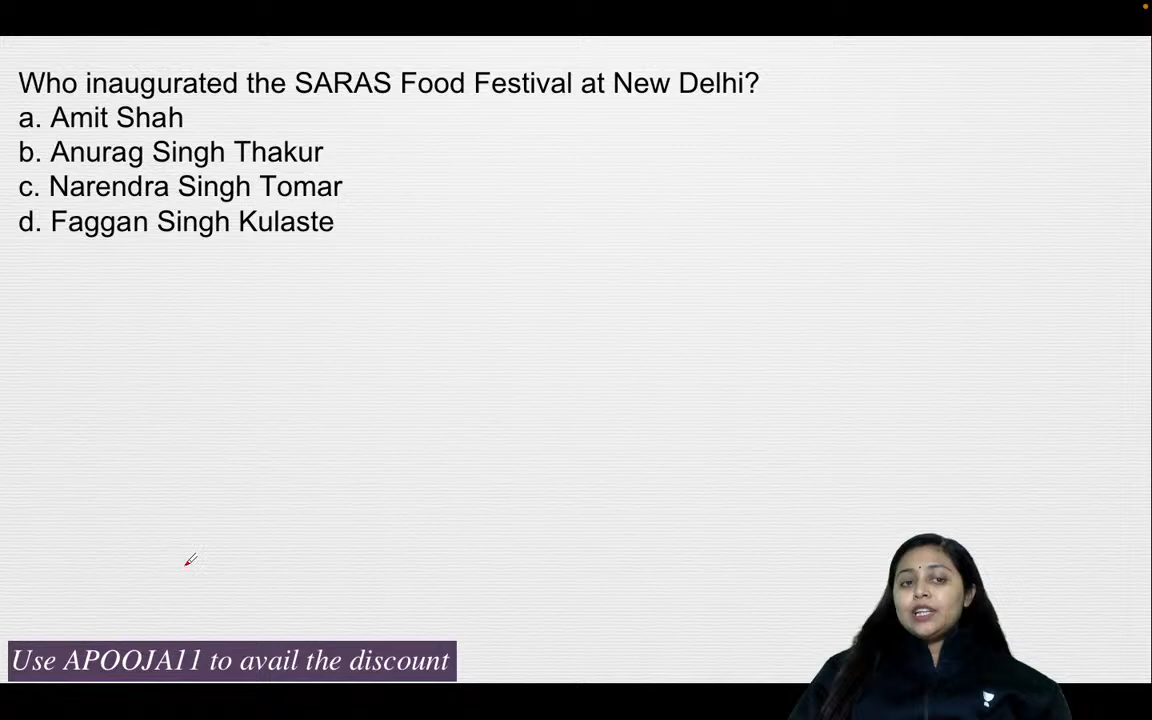 Who inaugurated the SARAS Food Festival at New Delhi?
a. Amit Shah
b. Anurag Singh Thakur
c. Narendra Singh Tomar
d. Faggan Singh Kulaste
Use APOOJA11 to avail the discount